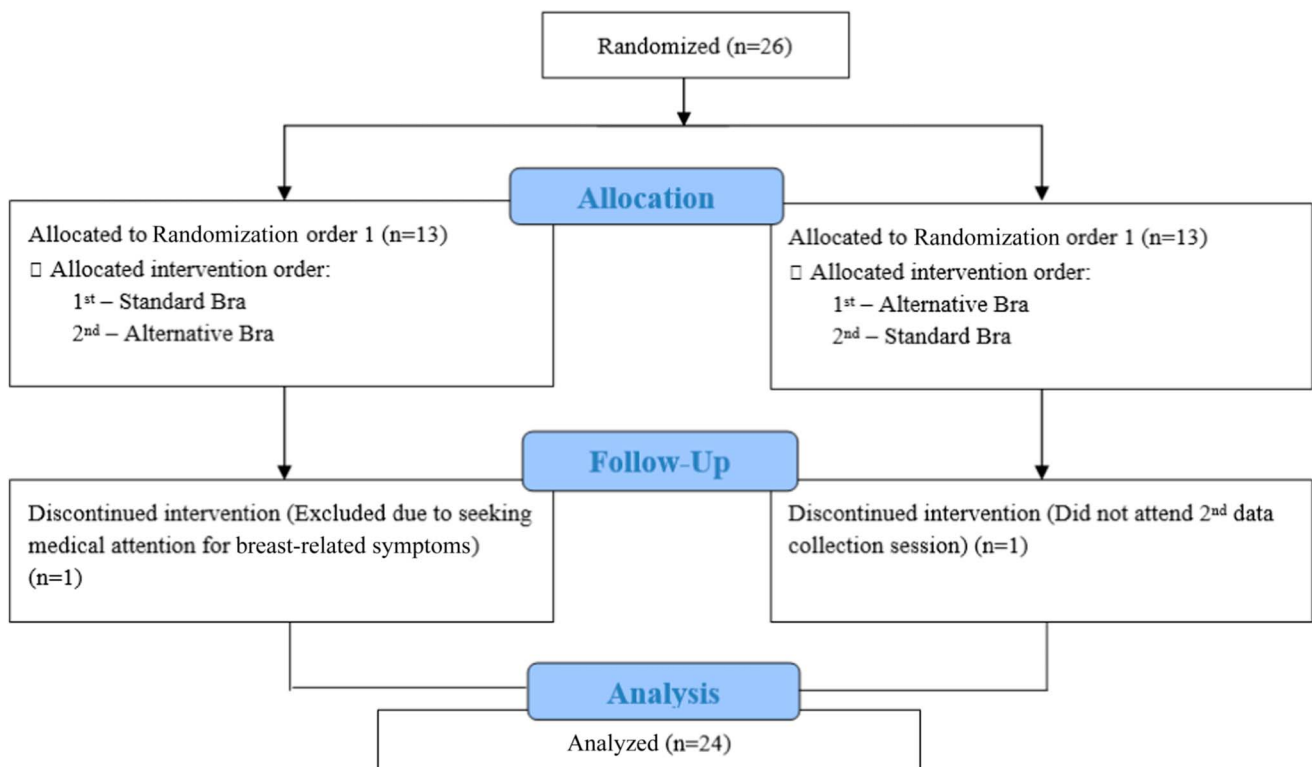 Randomized (n=26)
Allocation
Allocated to Randomization order 1 (n=13)
▯ Allocated intervention order:
1st – Standard Bra
2nd – Alternative Bra
Allocated to Randomization order 1 (n=13)
▯ Allocated intervention order:
1st – Alternative Bra
2nd – Standard Bra
Follow-Up
Discontinued intervention (Excluded due to seeking
medical attention for breast-related symptoms)
(n=1)
Discontinued intervention (Did not attend 2nd data
collection session) (n=1)
Analysis
Analyzed (n=24)